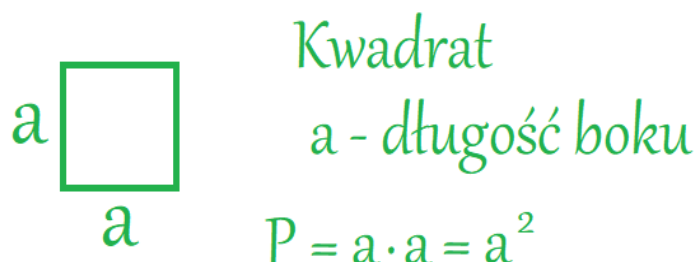 Kwadrat
a
a - długość boku
a
P = a·a = a²